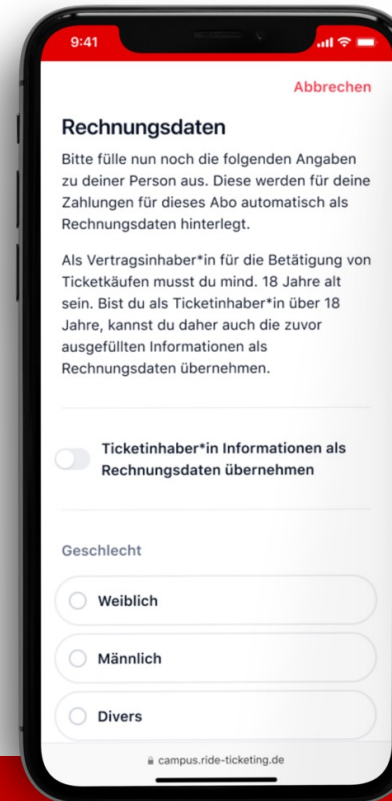 9:41
Abbrechen
Rechnungsdaten
Bitte fülle nun noch die folgenden Angaben
zu deiner Person aus. Diese werden für deine
Zahlungen für dieses Abo automatisch als
Rechnungsdaten hinterlegt.
Als Vertragsinhaber*in für die Betätigung von
Ticketkäufen musst du mind. 18 Jahre alt
sein. Bist du als Ticketinhaber*in über 18
Jahre, kannst du daher auch die zuvor
ausgefüllten Informationen als
Rechnungsdaten übernehmen.
Ticketinhaber*in Informationen als
Rechnungsdaten übernehmen
Geschlecht
Weiblich
Männlich
Divers
campus.ride-ticketing.de